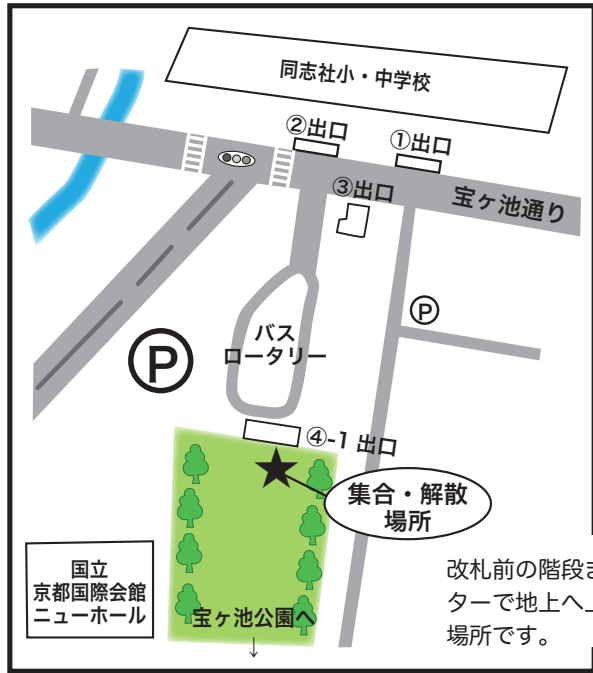 同志社小・中学校
②出口
①出口
③出口
宝ヶ池通り
P
バス
ロータリー
P
④-1 出口
集合・解散
場所
国立
京都国際会館
ニューホール
宝ヶ池公園へ
↓
改札前の階段ま
ターで地上へ上
場所です。